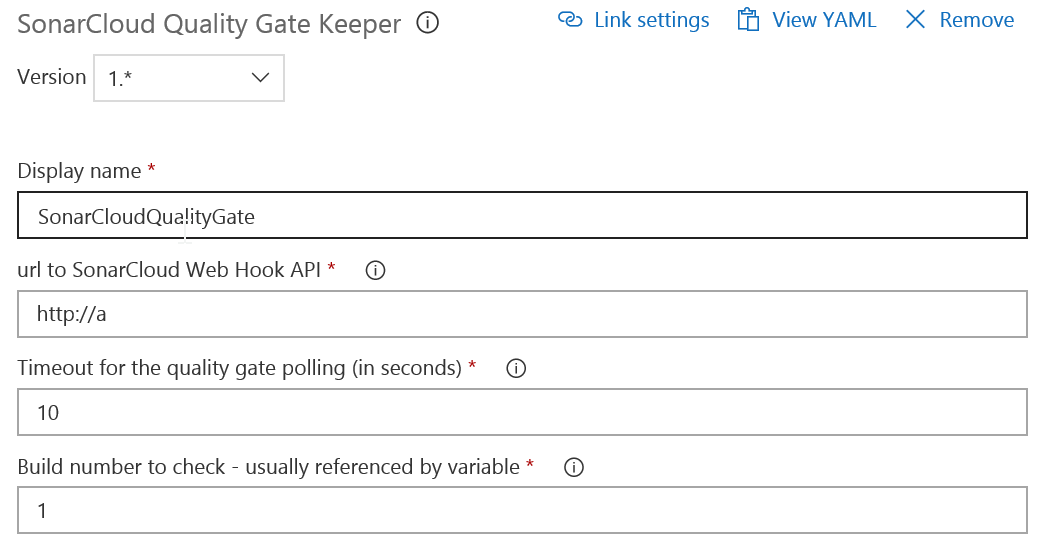 SonarCloud Quality Gate Keeper Link settings View YAML Remove
Version 1.*
Display name *
SonarCloudQualityGate
url to SonarCloud Web Hook API *
http://a
Timeout for the quality gate polling (in seconds) *
10
Build number to check - usually referenced by variable *
1